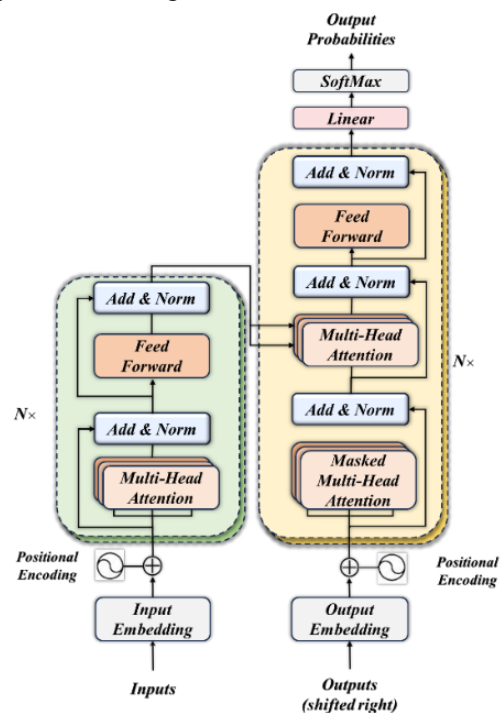 Output
Probabilities
SoftMax
Linear
Add & Norm
Feed
Forward
Add & Norm
Multi-Head
Attention
Add & Norm
Masked
Multi-Head
Attention
N×
Positional
Encoding
Output
Embedding
Outputs
(shifted right)
Add & Norm
Feed
Forward
Add & Norm
Multi-Head
Attention
N×
Positional
Encoding
Input
Embedding
Inputs